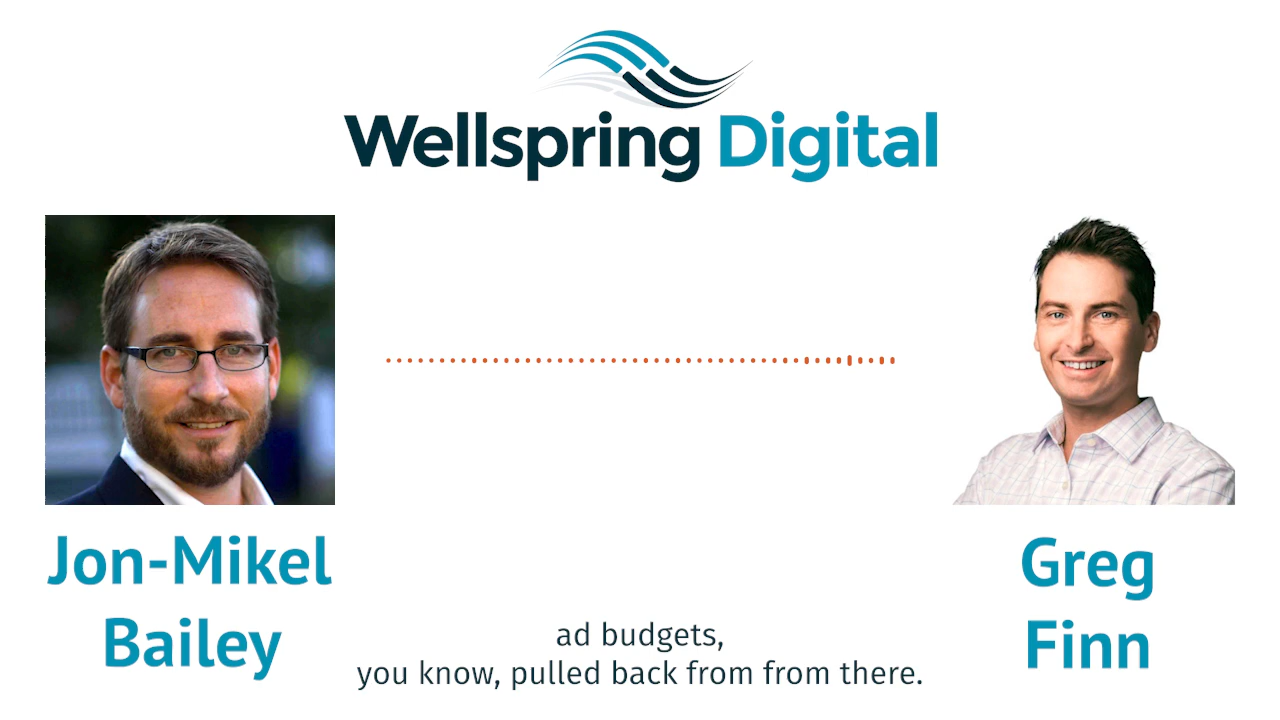 Wellspring Digital
Jon-Mikel
Bailey
Greg
Finn
ad budgets,
you know, pulled back from from there.